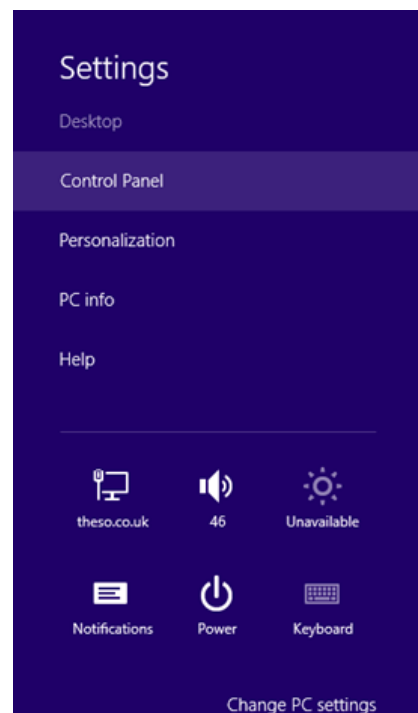 Settings
Desktop
Control Panel
Personalization
PC info
Help
theso.co.uk 46 Unavailable
Notifications Power Keyboard
Change PC settings